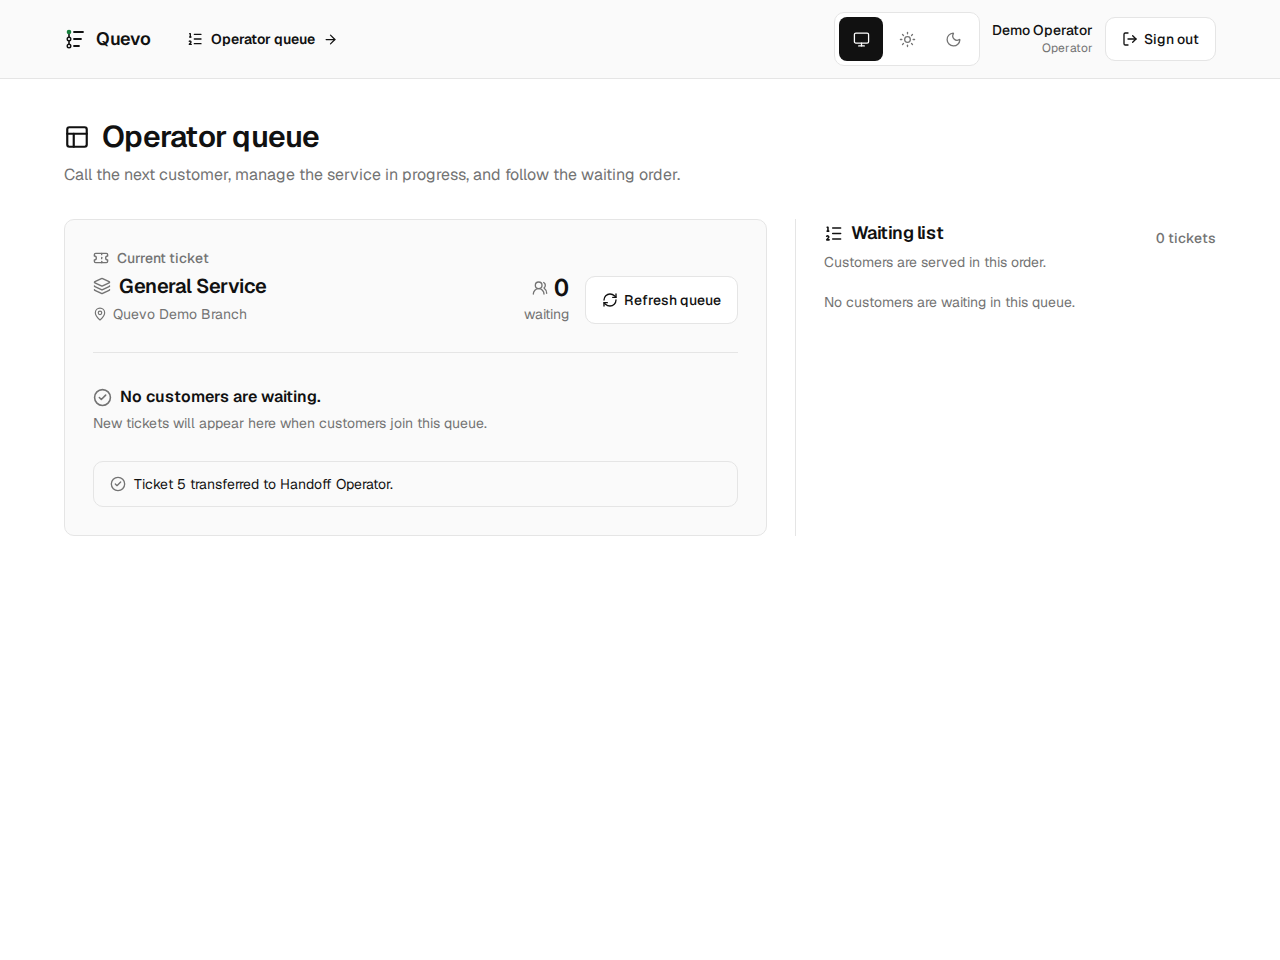 Quevo
Operator queue
Demo Operator
Operator
Sign out
Operator queue
Call the next customer, manage the service in progress, and follow the waiting order.
Current ticket
General Service
Quevo Demo Branch
0
waiting
Refresh queue
No customers are waiting.
New tickets will appear here when customers join this queue.
Ticket 5 transferred to Handoff Operator.
Waiting list
0 tickets
Customers are served in this order.
No customers are waiting in this queue.